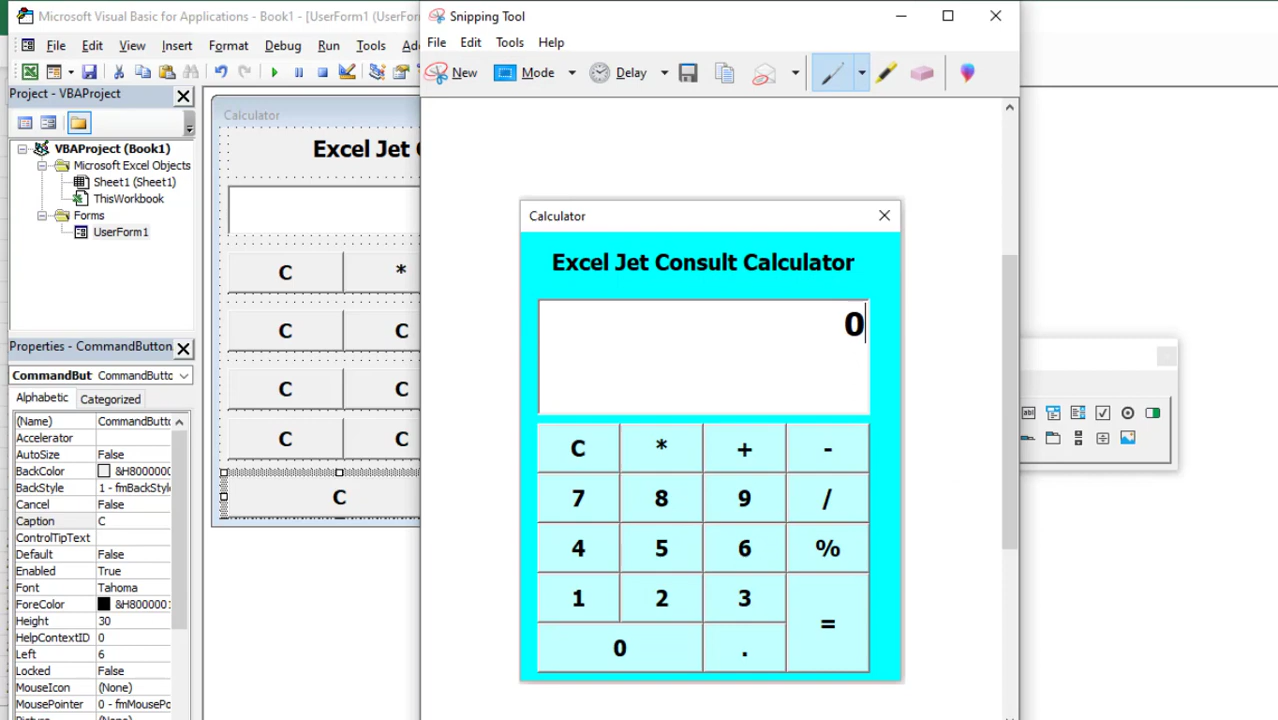 Microsoft Visual Basic for Applications - Book1 - [UserForm1 (UserFor
File Edit View Insert Format Debug Run Tools Ad
Project - VBAProject
VBAProject (Book1)
Microsoft Excel Objects
Sheet1 (Sheet1)
ThisWorkbook
Forms
UserForm1
Properties - CommandButton
CommandBut CommandButto
Alphabetic Categorized
(Name) CommandButto
Accelerator
AutoSize False
BackColor &H8000000
BackStyle 1 - fmBackStyle
Cancel False
Caption C
ControlTipText
Default False
Enabled True
Font Tahoma
ForeColor &H8000001
Height 30
HelpContextID 0
Left 6
Locked False
MouseIcon (None)
MousePointer 0 - fmMousePo
Calculator
Excel Jet C
C *
C C
C C
C C
C
Snipping Tool
File Edit Tools Help
New Mode Delay
Calculator
Excel Jet Consult Calculator
0
C * + -
7 8 9 /
4 5 6 %
1 2 3
=
0 .